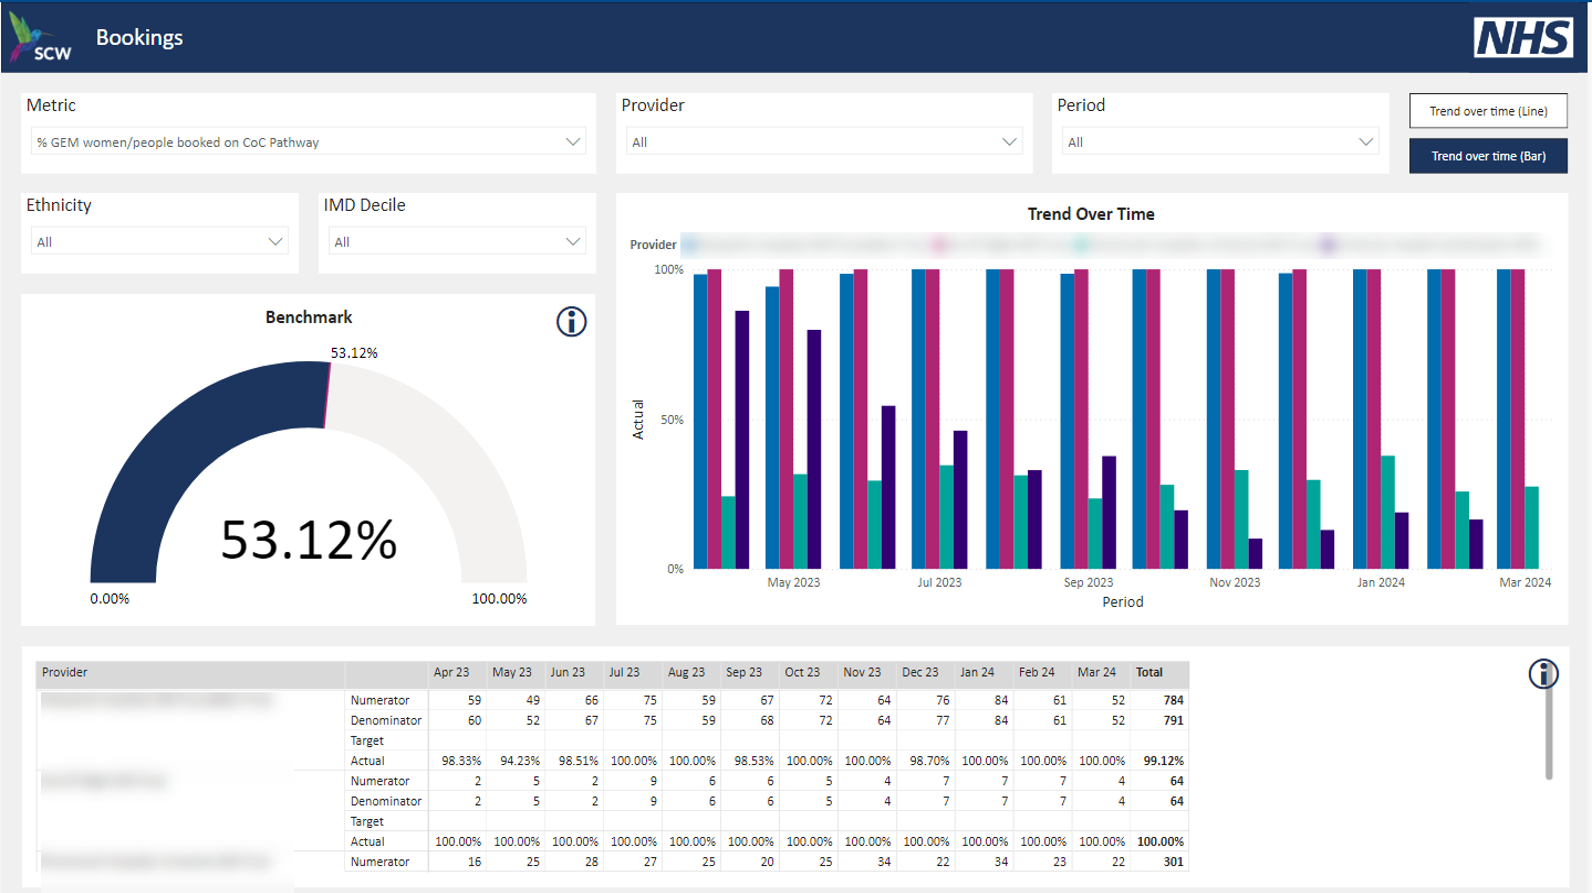 SCW
Bookings
NHS
Metric
% GEM women/people booked on CoC Pathway
Provider
All
Period
All
Trend over time (Line)
Trend over time (Bar)
Ethnicity
All
IMD Decile
All
Benchmark
53.12%
53.12%
0.00%
100.00%
Trend Over Time
Provider
100%
50%
0%
Actual
May 2023 Jul 2023 Sep 2023 Nov 2023 Jan 2024 Mar 2024
Period
Provider Apr 23 May 23 Jun 23 Jul 23 Aug 23 Sep 23 Oct 23 Nov 23 Dec 23 Jan 24 Feb 24 Mar 24 Total
Numerator 59 49 66 75 59 67 72 64 76 84 61 52 784
Denominator 60 52 67 75 59 68 72 64 77 84 61 52 791
Target
Actual 98.33% 94.23% 98.51% 100.00% 100.00% 98.53% 100.00% 100.00% 98.70% 100.00% 100.00% 100.00% 99.12%
Numerator 2 5 2 9 6 6 5 4 7 7 7 4 64
Denominator 2 5 2 9 6 6 5 4 7 7 7 4 64
Target
Actual 100.00% 100.00% 100.00% 100.00% 100.00% 100.00% 100.00% 100.00% 100.00% 100.00% 100.00% 100.00% 100.00%
Numerator 16 25 28 27 25 20 25 34 22 34 23 22 301